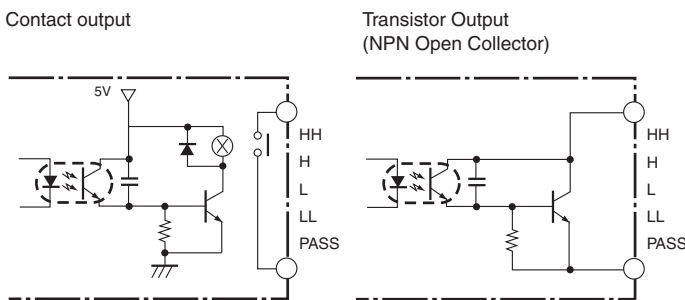 Contact output
5V
HH
H
L
LL
PASS
Transistor Output
(NPN Open Collector)
HH
H
L
LL
PASS